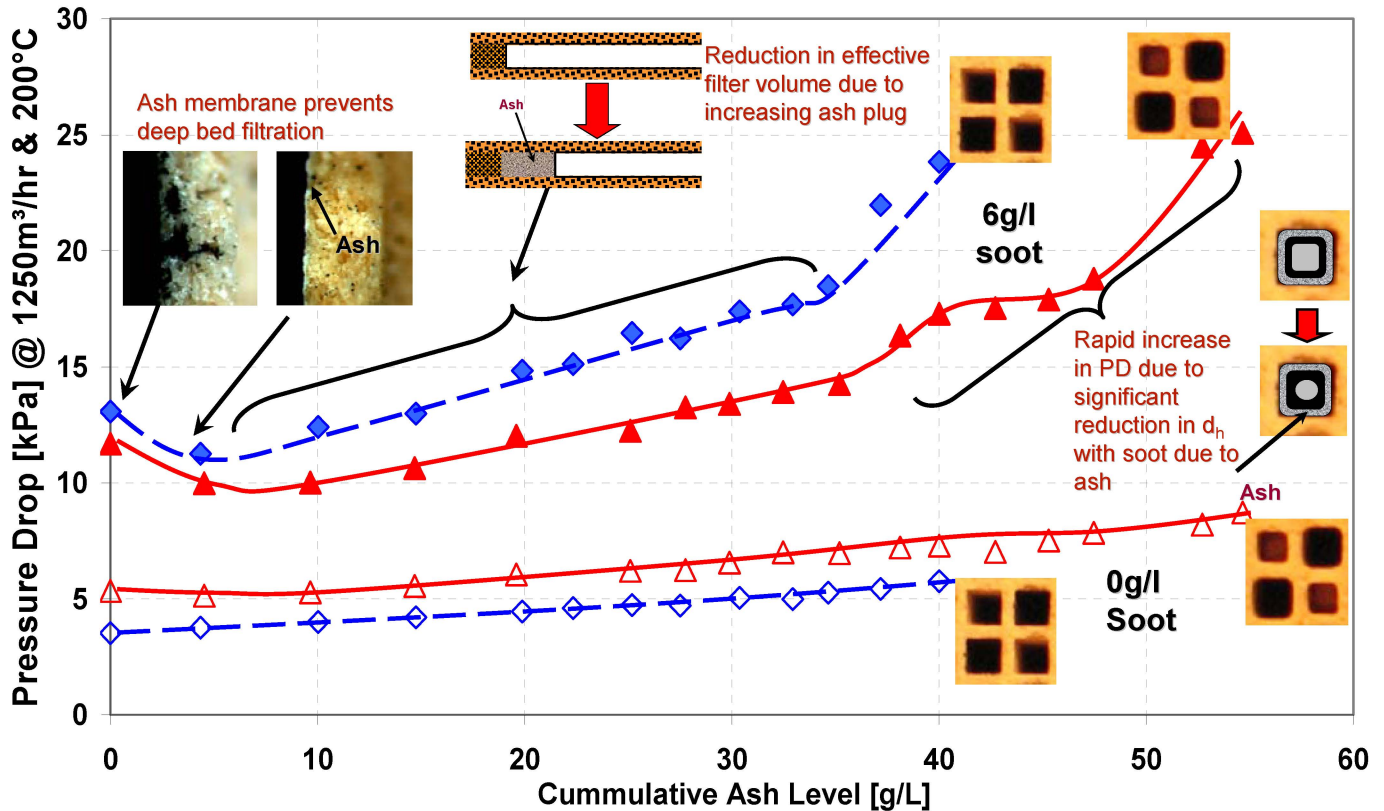 30
25
20
15
10
5
0
Pressure Drop [kPa] @ 1250m³/hr & 200°C
Ash membrane prevents
deep bed filtration
Ash
Ash
Reduction in effective
filter volume due to
increasing ash plug
6g/l
soot
Rapid increase
in PD due to
significant
reduction in dₕ
with soot due to
ash
Ash
0g/l
Soot
0 10 20 30 40 50 60
Cummulative Ash Level [g/L]